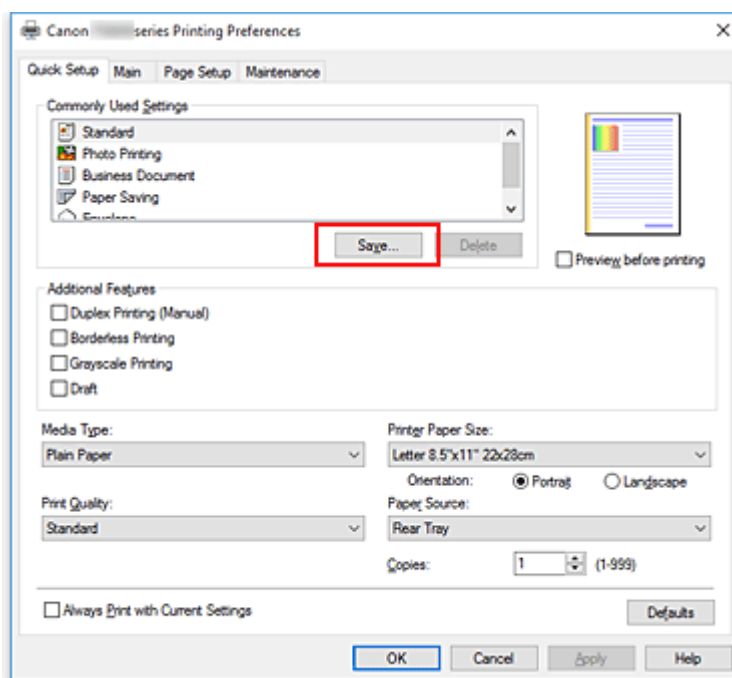 Canon series Printing Preferences
Quick Setup Main Page Setup Maintenance
Commonly Used Settings
Standard
Photo Printing
Business Document
Paper Saving
Envelope
Save... Delete
Preview before printing
Additional Features
Duplex Printing (Manual)
Borderless Printing
Grayscale Printing
Draft
Media Type: Printer Paper Size:
Plain Paper Letter 8.5"x11" 22x28cm
Orientation: Portrait Landscape
Print Quality: Paper Source:
Standard Rear Tray
Copies: 1 (1-999)
Always Print with Current Settings Defaults
OK Cancel Apply Help